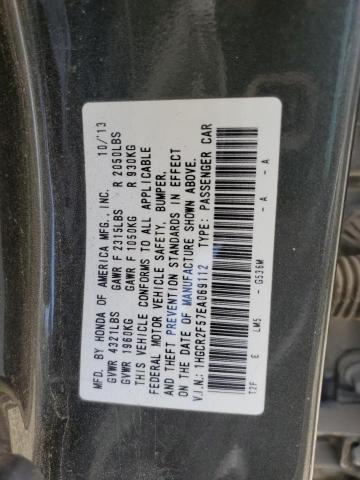 MFD. BY HONDA OF AMERICA MFG., INC. 10/13
GVWR 4321LBS GAWR F 2315LBS R 2050LBS
GVWR 1960KG GAWR F 1050KG R 930KG
THIS VEHICLE CONFORMS TO ALL APPLICABLE
FEDERAL MOTOR VEHICLE SAFETY, BUMPER,
AND THEFT PREVENTION STANDARDS IN EFFECT
ON THE DATE OF MANUFACTURE SHOWN ABOVE.
V.I.N.: 1HGCR2F57EA069112 TYPE: PASSENGER CAR
T2F E LM5 - G536M - A - A